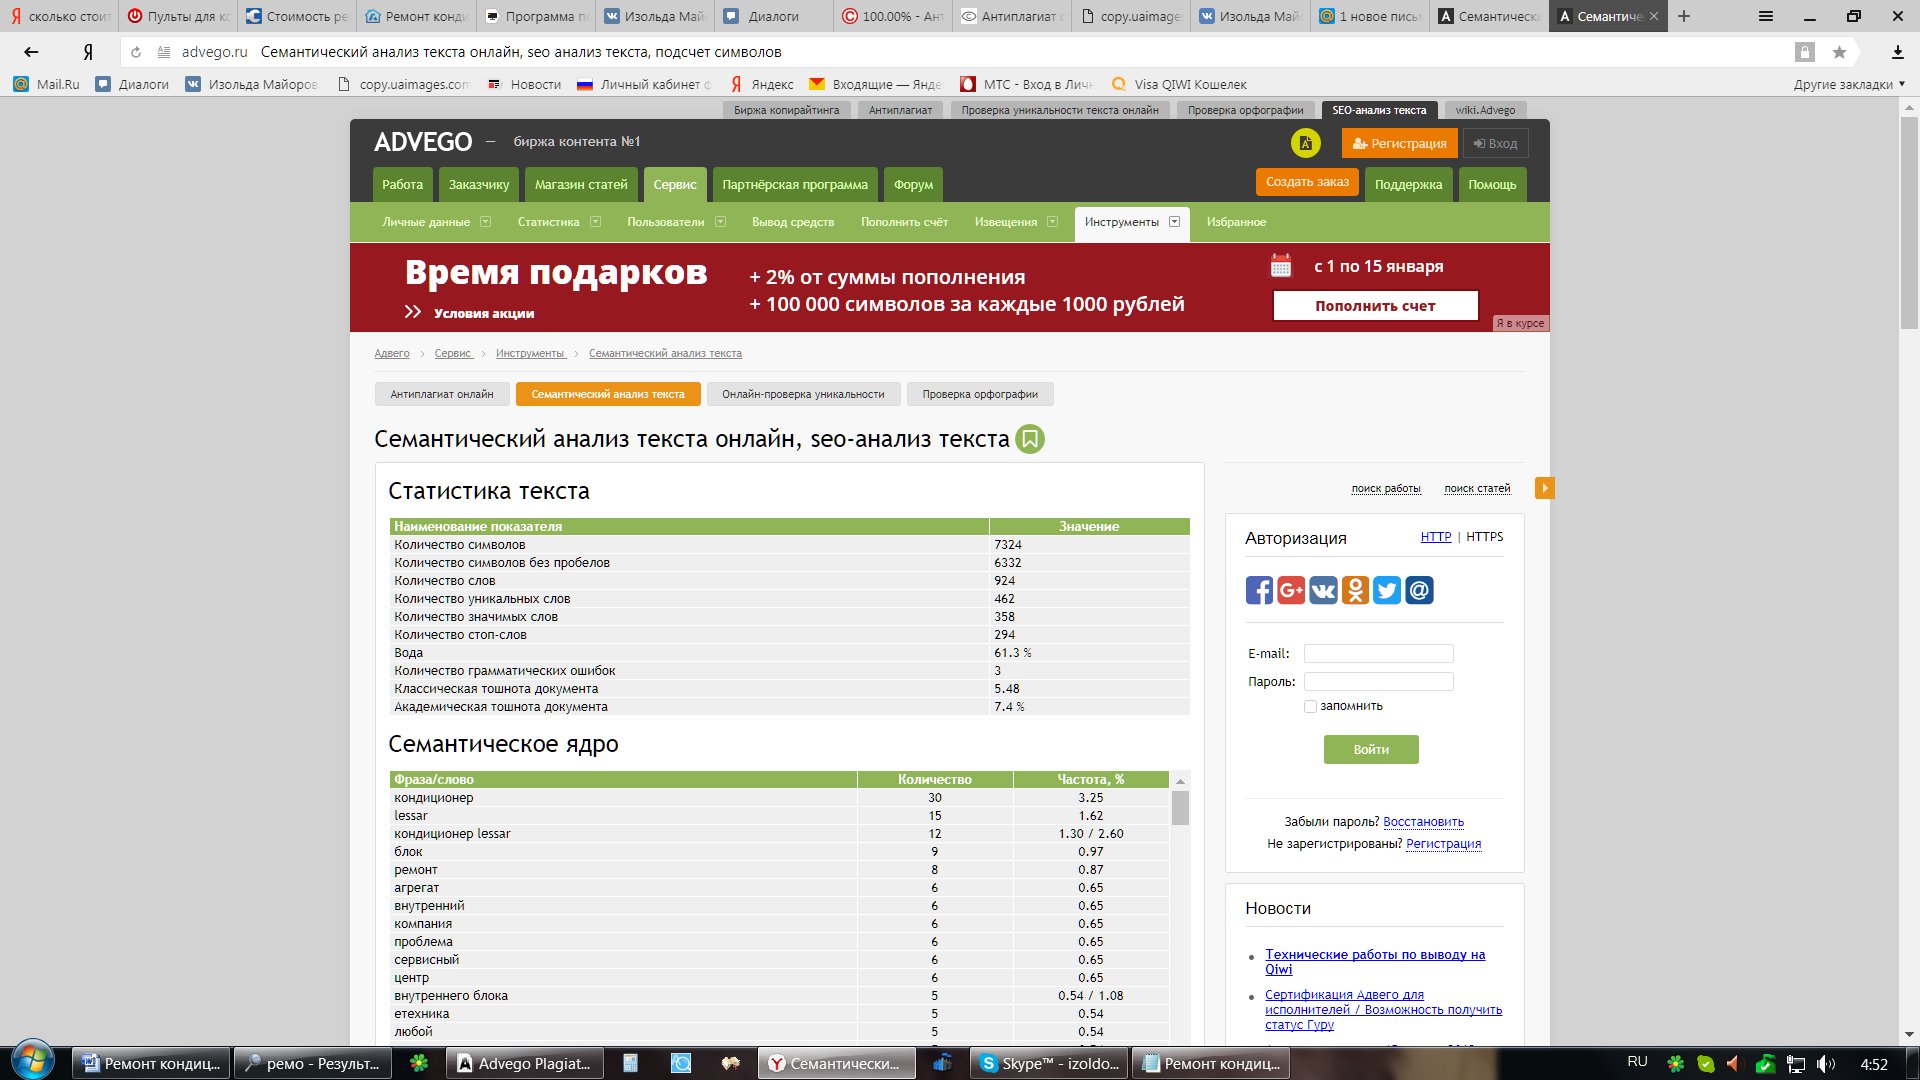 сколько стоит
Пульты для ко
Стоимость ре
Ремонт конди
Программа п
Изольда Май
Диалоги
100.00% - Ант
Антиплагиат о
copy.uaimages
Изольда Май
1 новое пись
Семантически
Семантичес
advego.ru Семантический анализ текста онлайн, seo анализ текста, подсчет символов
Mail.Ru
Диалоги
Изольда Майоров
copy.uaimages.com
Новости
Личный кабинет ф
Яндекс
Входящие — Янде
МТС - Вход в Личн
Visa QIWI Кошелек
Другие закладки
Биржа копирайтинга
Антиплагиат
Проверка уникальности текста онлайн
Проверка орфографии
SEO-анализ текста
wiki.Advego
ADVEGO — биржа контента №1
Регистрация
Вход
Работа
Заказчику
Магазин статей
Сервис
Партнёрская программа
Форум
Создать заказ
Поддержка
Помощь
Личные данные
Статистика
Пользователи
Вывод средств
Пополнить счёт
Извещения
Инструменты
Избранное
Время подарков
Условия акции
+ 2% от суммы пополнения
+ 100 000 символов за каждые 1000 рублей
с 1 по 15 января
Пополнить счет
Я в курсе
Адвего > Сервис > Инструменты > Семантический анализ текста
Антиплагиат онлайн
Семантический анализ текста
Онлайн-проверка уникальности
Проверка орфографии
Семантический анализ текста онлайн, seo-анализ текста
Статистика текста
Наименование показателя Значение
Количество символов 7324
Количество символов без пробелов 6332
Количество слов 924
Количество уникальных слов 462
Количество значимых слов 358
Количество стоп-слов 294
Вода 61.3 %
Количество грамматических ошибок 3
Классическая тошнота документа 5.48
Академическая тошнота документа 7.4 %
Семантическое ядро
Фраза/слово Количество Частота, %
кондиционер 30 3.25
lessar 15 1.62
кондиционер lessar 12 1.30 / 2.60
блок 9 0.97
ремонт 8 0.87
агрегат 6 0.65
внутренний 6 0.65
компания 6 0.65
проблема 6 0.65
сервисный 6 0.65
центр 6 0.65
внутреннего блока 5 0.54 / 1.08
етехника 5 0.54
любой 5 0.54
поиск работы
поиск статей
Авторизация
HTTP | HTTPS
E-mail:
Пароль:
запомнить
Войти
Забыли пароль? Восстановить
Не зарегистрированы? Регистрация
Новости
Технические работы по выводу на
Qiwi
Сертификация Адвего для
исполнителей / Возможность получить
статус Гуру
Ремонт кондиц...
ремо - Результ...
Advego Plagiat...
Семантически...
Skype™ - izoldo...
Ремонт кондиц...
RU
4:52